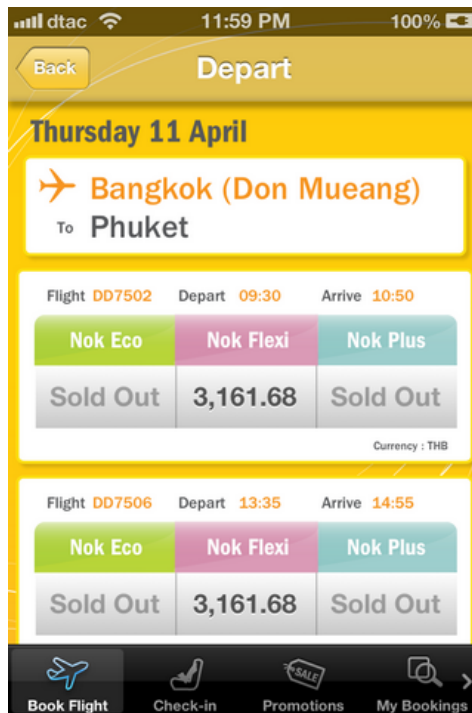 dtac 11:59 PM 100%
Back Depart
Thursday 11 April
Bangkok (Don Mueang)
To Phuket
Flight DD7502 Depart 09:30 Arrive 10:50
Nok Eco Nok Flexi Nok Plus
Sold Out 3,161.68 Sold Out
Currency : THB
Flight DD7506 Depart 13:35 Arrive 14:55
Nok Eco Nok Flexi Nok Plus
Sold Out 3,161.68 Sold Out
SALE
Book Flight Check-in Promotions My Bookings